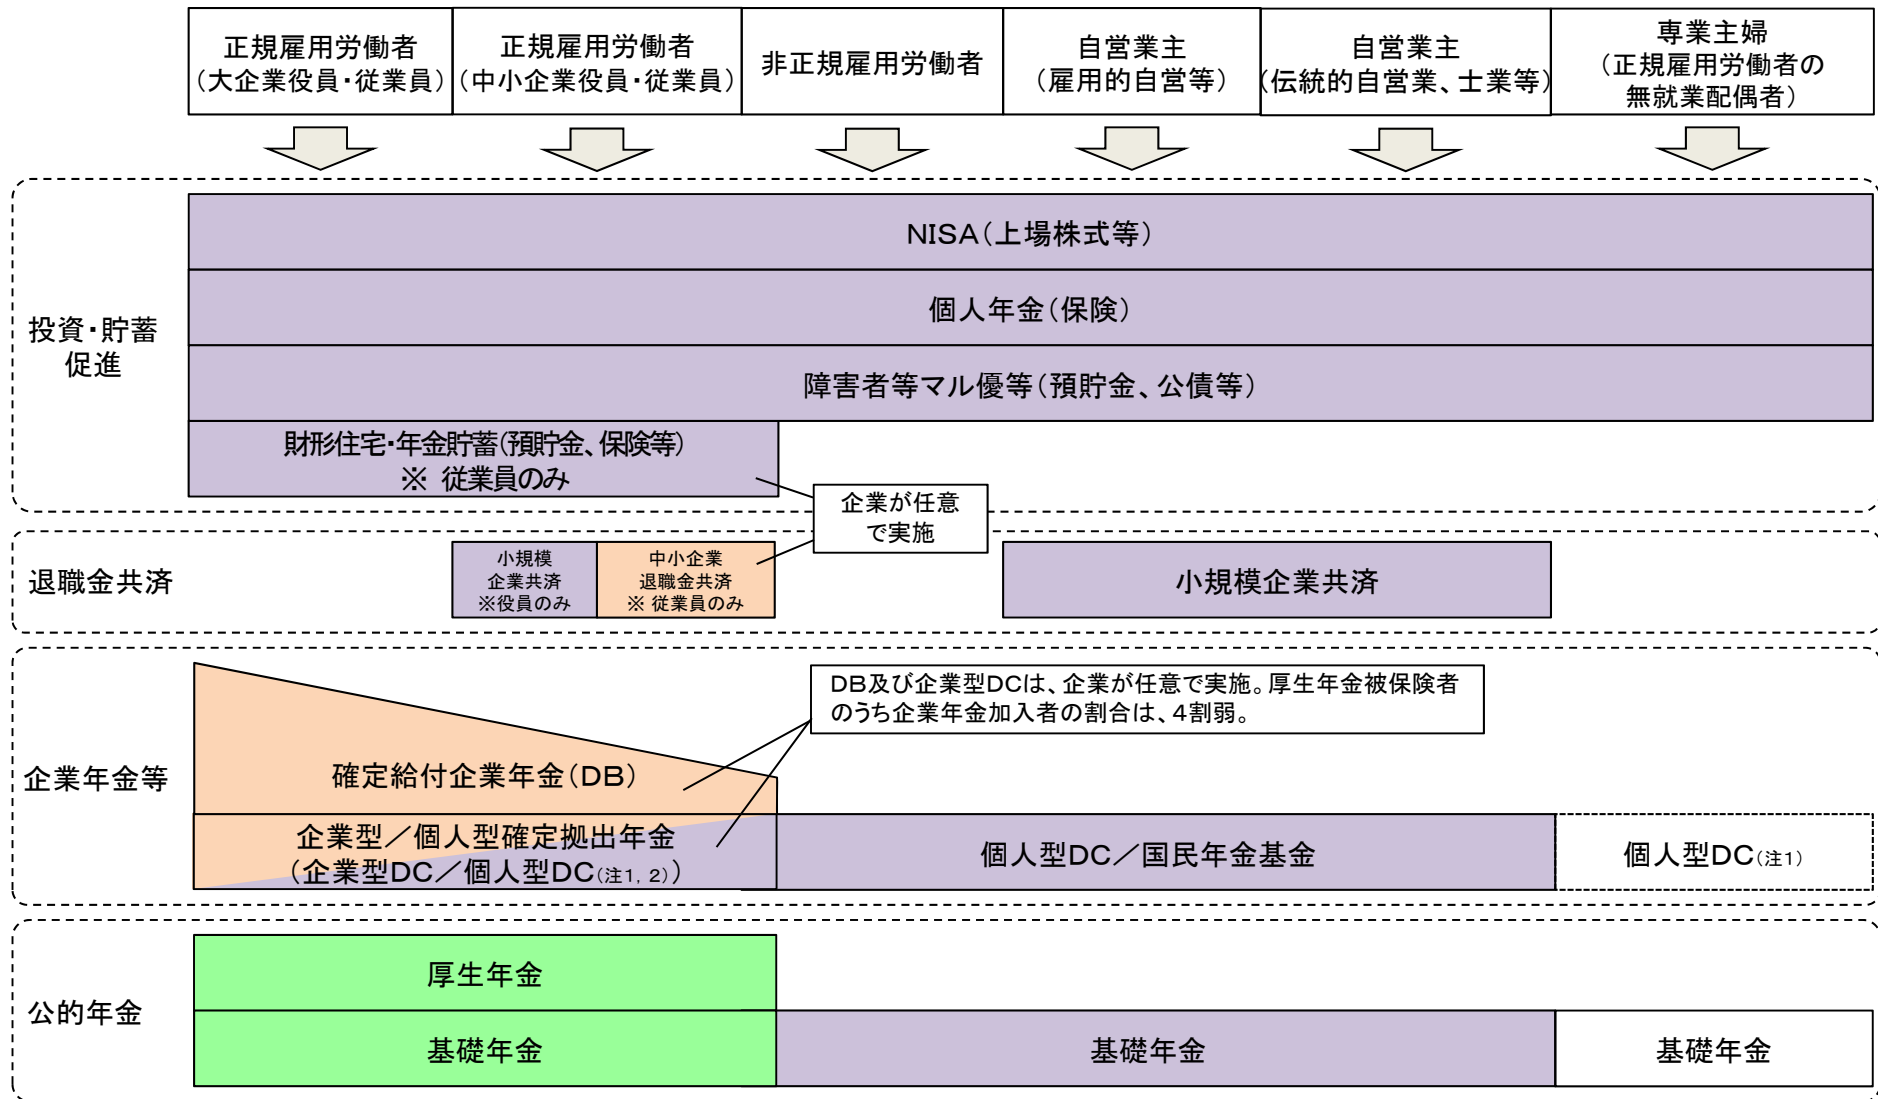 正規雇用労働者
（大企業役員・従業員）
正規雇用労働者
（中小企業役員・従業員）
非正規雇用労働者
自営業主
（雇用的自営等）
自営業主
（伝統的自営業、士業等）
専業主婦
（正規雇用労働者の
無就業配偶者）
投資・貯蓄
促進
NISA（上場株式等）
個人年金（保険）
障害者等マル優等（預貯金、公債等）
財形住宅・年金貯蓄（預貯金、保険等）
※ 従業員のみ
企業が任意
で実施
退職金共済
小規模
企業共済
※役員のみ
中小企業
退職金共済
※ 従業員のみ
小規模企業共済
企業年金等
DB及び企業型DCは、企業が任意で実施。厚生年金被保険者
のうち企業年金加入者の割合は、４割弱。
確定給付企業年金（DB）
企業型／個人型確定拠出年金
（企業型DC／個人型DC（注1，2））
個人型DC／国民年金基金
個人型DC（注1）
公的年金
厚生年金
基礎年金
基礎年金
基礎年金